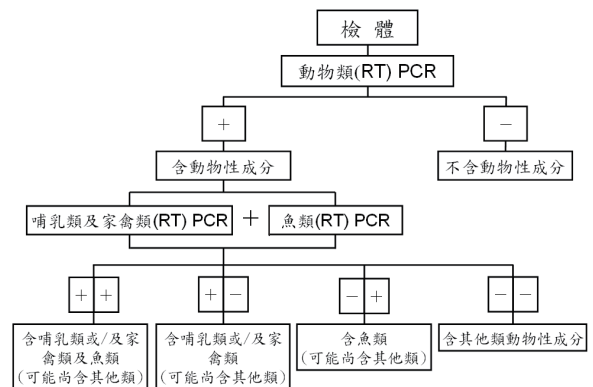 檢 體
動物類(RT) PCR
+
−
含動物性成分
不含動物性成分
哺乳類及家禽類(RT) PCR
+
魚類(RT) PCR
+ +
+ −
− +
− −
含哺乳類或/及家
禽類及魚類
(可能尚含其他類)
含哺乳類或/及家
禽類
(可能尚含其他類)
含魚類
(可能尚含其他類)
含其他類動物性成分